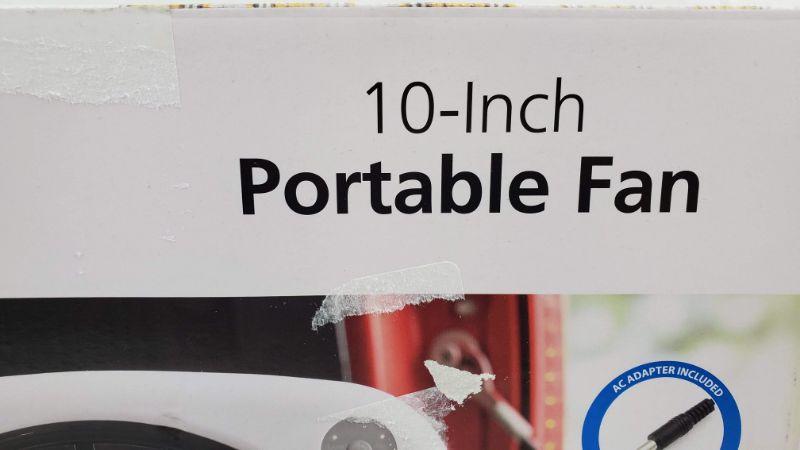 10-Inch
Portable Fan
AC ADAPTER INCLUDED